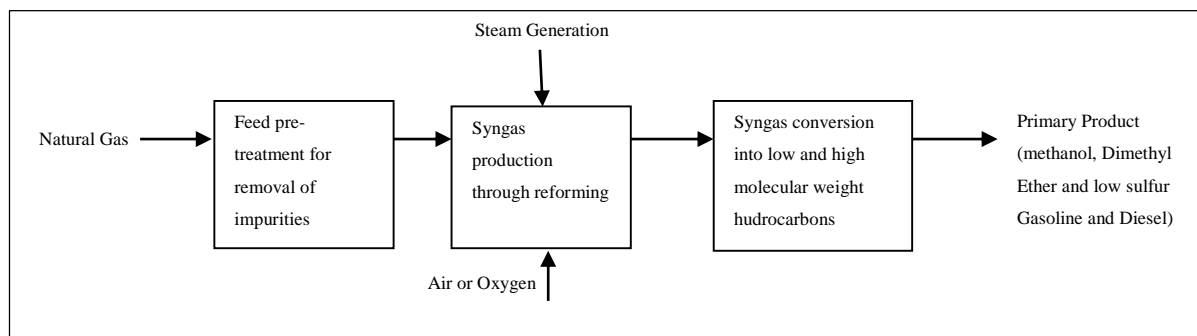 Steam Generation
Natural Gas
Feed pre-
treatment for
removal of
impurities
Syngas
production
through reforming
Syngas conversion
into low and high
molecular weight
hudrocarbons
Primary Product
(methanol, Dimethyl
Ether and low sulfur
Gasoline and Diesel)
Air or Oxygen